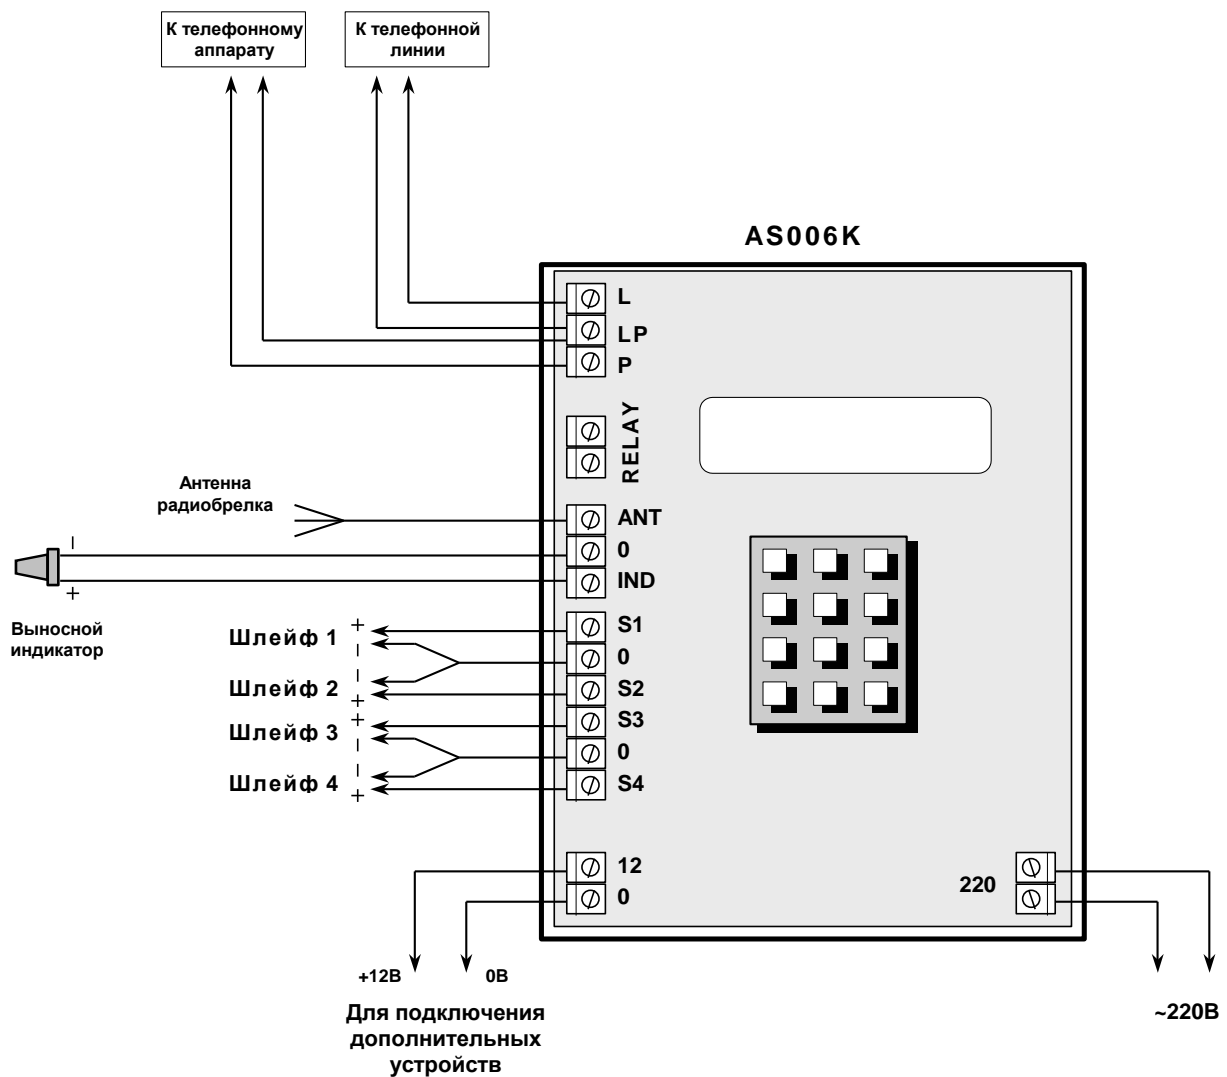 К телефонному
аппарату
К телефонной
линии
AS006K
L
LP
P
RELAY
Антенна
радиобрелка
ANT
0
IND
–
+
Выносной
индикатор
Шлейф 1
+
–
S1
0
Шлейф 2
–
+
S2
Шлейф 3
+
–
S3
0
Шлейф 4
–
+
S4
12
0
220
+12В
0В
Для подключения
дополнительных
устройств
~220В